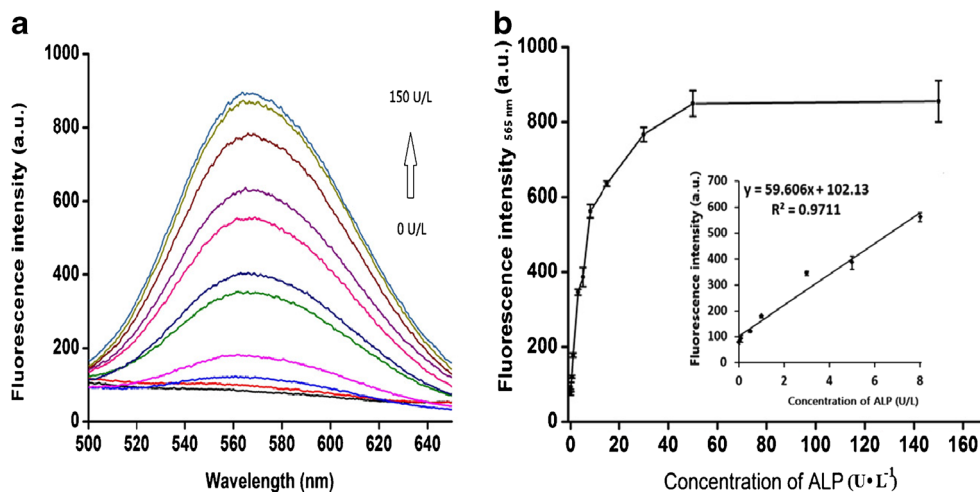 a
Fluorescence intensity (a.u.)
1000
800
600
400
200
0
150 U/L
0 U/L
500 520 540 560 580 600 620 640
Wavelength (nm)
b
Fluorescence intensity 565 nm (a.u.)
1000
800
600
400
200
0
0 20 40 60 80 100 120 140 160
Concentration of ALP (U•L-1)
Fluorescence intensity (a.u.)
700
600
500
400
300
200
100
0
y = 59.606x + 102.13
R² = 0.9711
0 2 4 6 8
Concentration of ALP (U/L)